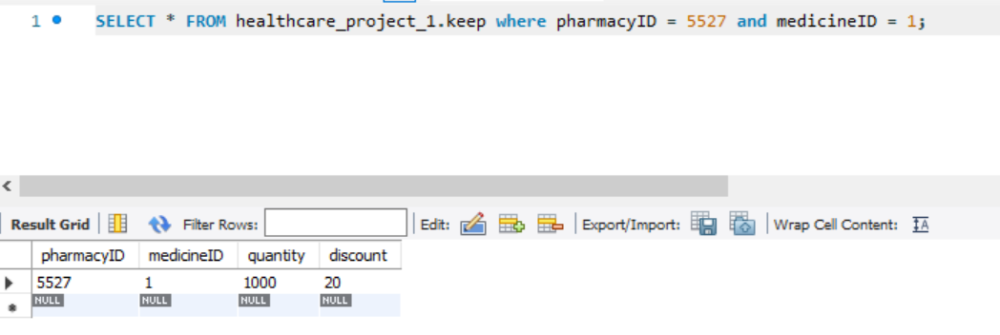 1 SELECT * FROM healthcare_project_1.keep where pharmacyID = 5527 and medicineID = 1;
Result Grid Filter Rows: Edit: Export/Import: Wrap Cell Content: IA
pharmacyID medicineID quantity discount
5527 1 1000 20
NULL NULL NULL NULL